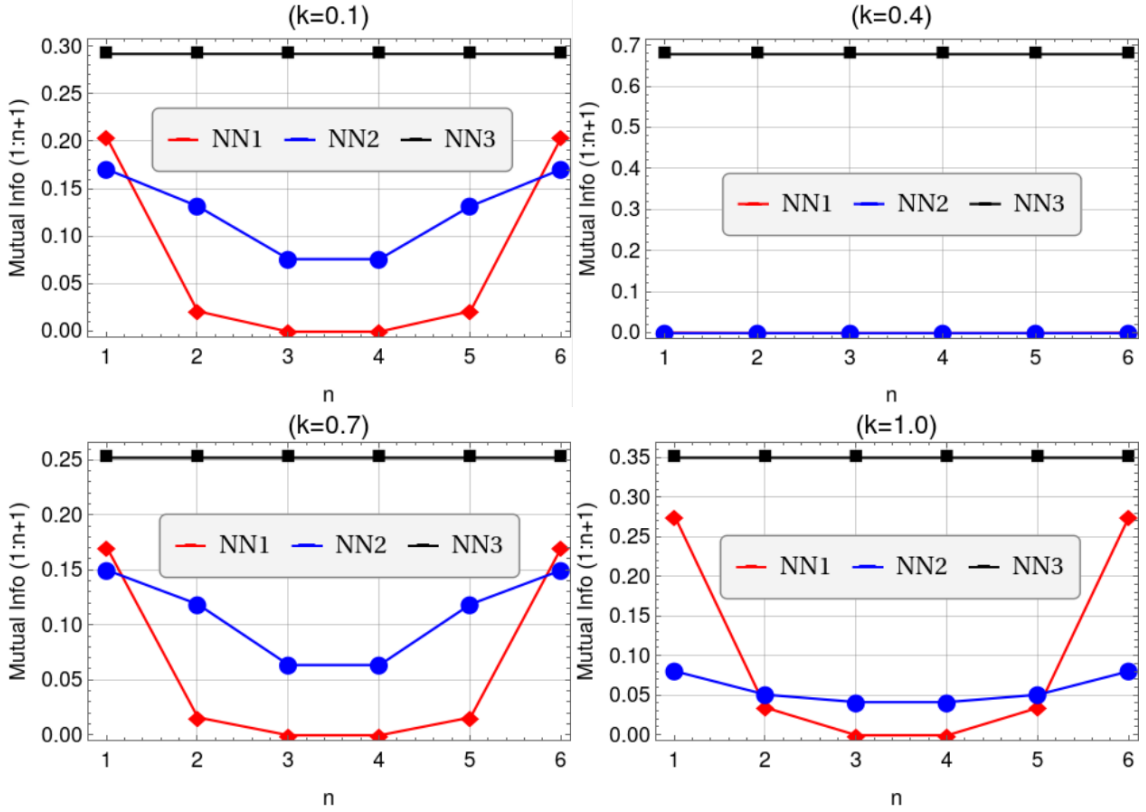 (k=0.1)
Mutual Info (1:n+1)
0.30
0.25
0.20
0.15
0.10
0.05
0.00
NN1 NN2 NN3
1 2 3 4 5 6
n
(k=0.4)
Mutual Info (1:n+1)
0.7
0.6
0.5
0.4
0.3
0.2
0.1
0.0
NN1 NN2 NN3
1 2 3 4 5 6
n
(k=0.7)
Mutual Info (1:n+1)
0.25
0.20
0.15
0.10
0.05
0.00
NN1 NN2 NN3
1 2 3 4 5 6
n
(k=1.0)
Mutual Info (1:n+1)
0.35
0.30
0.25
0.20
0.15
0.10
0.05
0.00
NN1 NN2 NN3
1 2 3 4 5 6
n